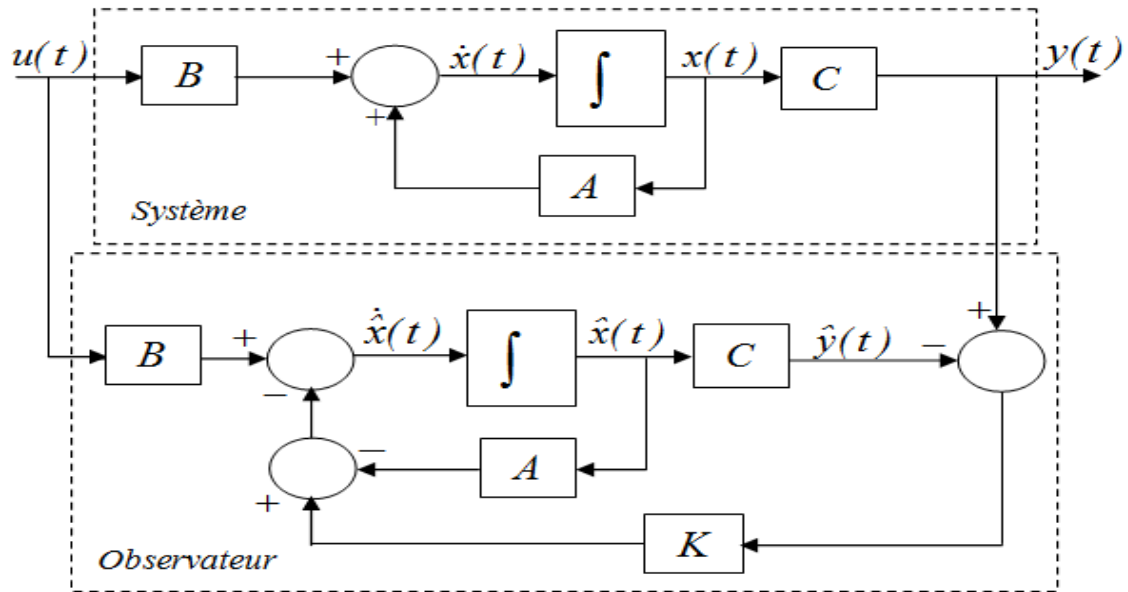 u(t) B + ẋ(t) ∫ x(t) C y(t)
+
A
Système
+
B + x̂̇(t) ∫ x̂(t) C ŷ(t) −
−
− A
+
K
Observateur